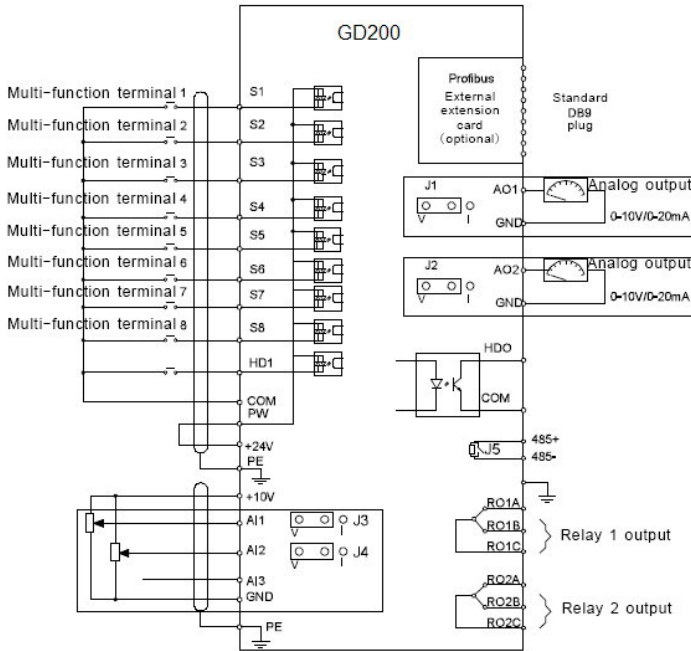 GD200
Multi-function terminal 1
S1
Multi-function terminal 2
S2
Multi-function terminal 3
S3
Multi-function terminal 4
S4
Multi-function terminal 5
S5
Multi-function terminal 6
S6
Multi-function terminal 7
S7
Multi-function terminal 8
S8
HD1
COM
PW
+24V
PE
+10V
AI1
AI2
AI3
GND
PE
J3
V
I
J4
V
I
Profibus
External
extension
card
(optional)
Standard
DB9
plug
J1
V
I
AO1
GND
Analog output
0-10V/0-20mA
J2
V
I
AO2
GND
Analog output
0-10V/0-20mA
HDO
COM
J5
485+
485-
RO1A
RO1B
RO1C
Relay 1 output
RO2A
RO2B
RO2C
Relay 2 output